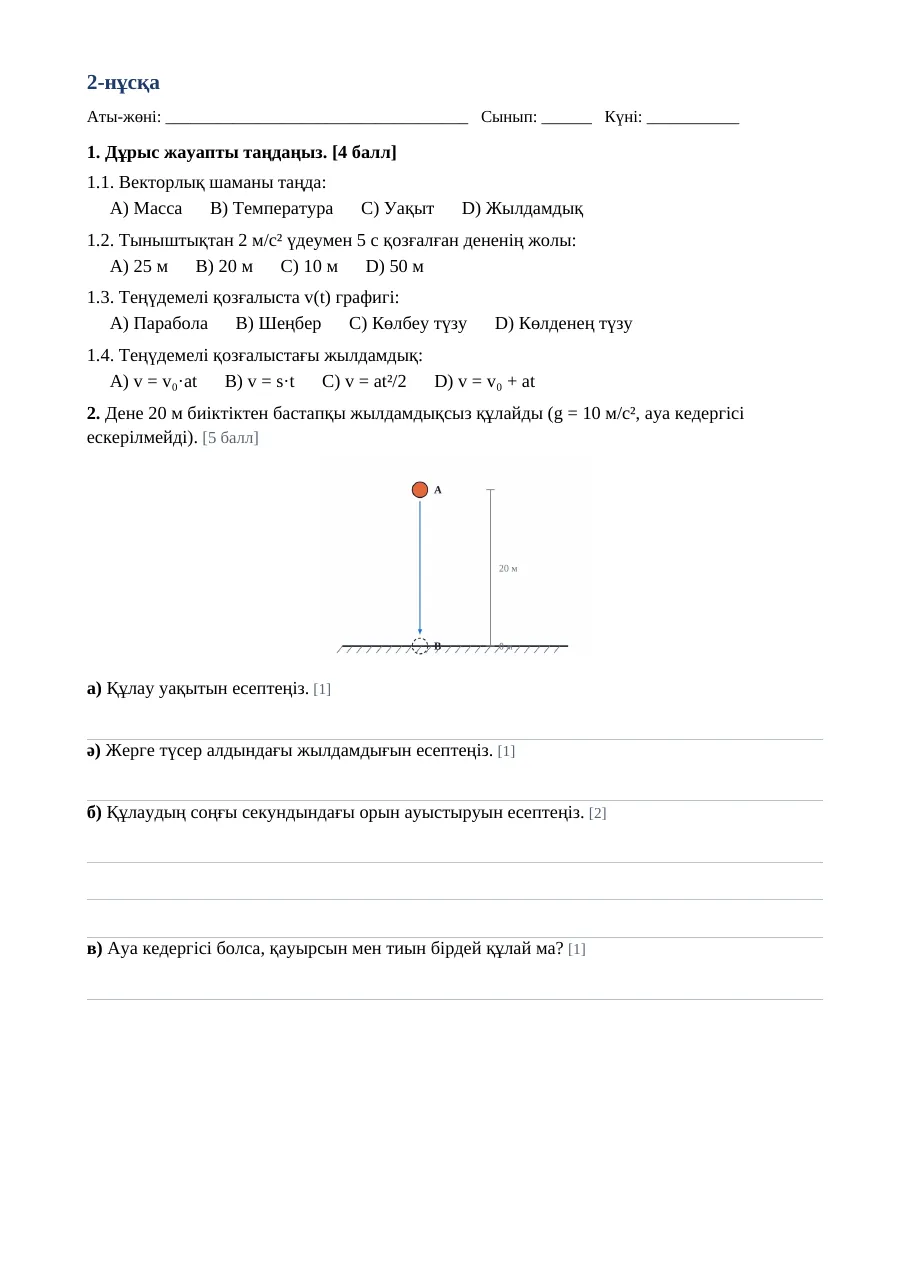 2-нұсқа
Аты-жөні: ____________________________________ Сынып: ______ Күні: ___________
1. Дұрыс жауапты таңдаңыз. [4 балл]
1.1. Векторлық шаманы таңда:
A) Масса B) Температура C) Уақыт D) Жылдамдық
1.2. Тыныштықтан 2 м/с² үдеумен 5 с қозғалған дененің жолы:
A) 25 м B) 20 м C) 10 м D) 50 м
1.3. Теңүдемелі қозғалыста v(t) графигі:
A) Парабола B) Шеңбер C) Көлбеу түзу D) Көлденең түзу
1.4. Теңүдемелі қозғалыстағы жылдамдық:
A) v = v₀·at B) v = s·t C) v = at²/2 D) v = v₀ + at
2. Дене 20 м биіктіктен бастапқы жылдамдықсыз құлайды (g = 10 м/с², ауа кедергісі
ескерілмейді). [5 балл]
A
20 м
B
а) Құлау уақытын есептеңіз. [1]
ә) Жерге түсер алдындағы жылдамдығын есептеңіз. [1]
б) Құлаудың соңғы секундындағы орын ауыстыруын есептеңіз. [2]
в) Ауа кедергісі болса, қауырсын мен тиын бірдей құлай ма? [1]